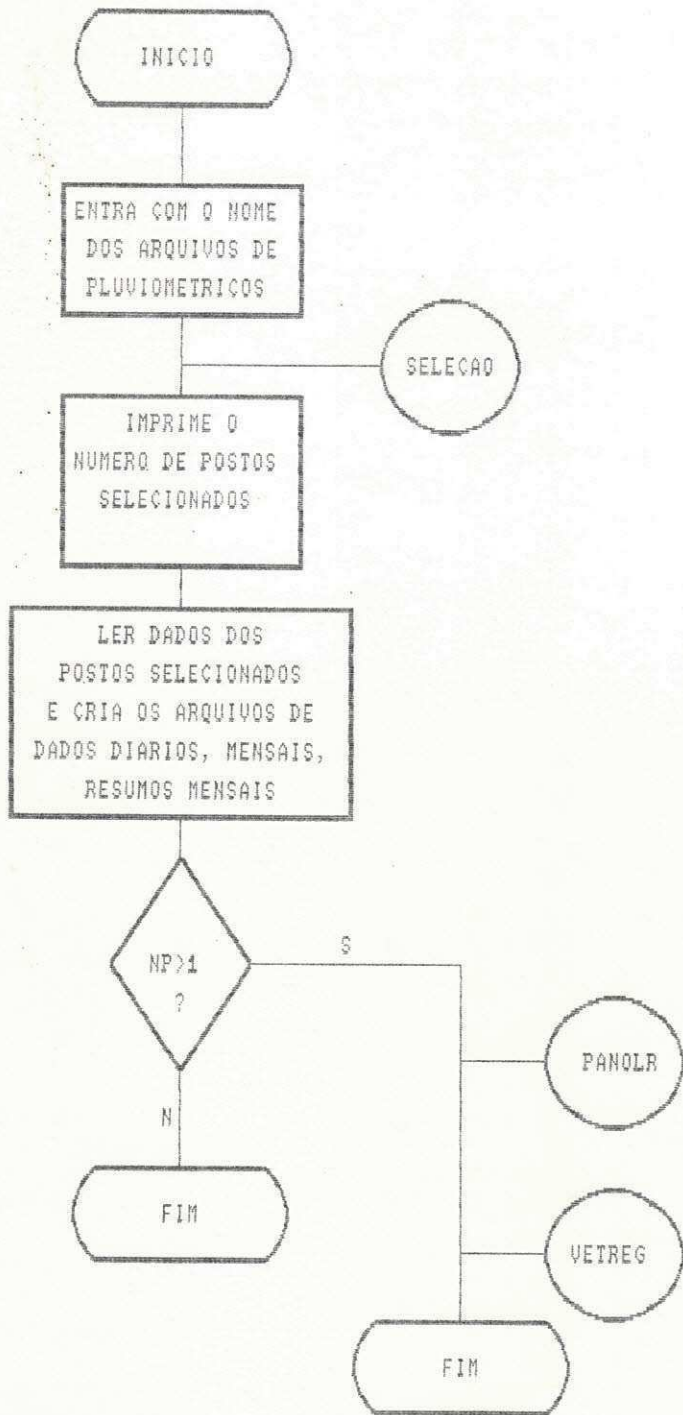 INICIO
ENTRA COM O NOME
DOS ARQUIVOS DE
PLUVIOMETRICOS
SELECAO
IMPRIME O
NUMERO DE POSTOS
SELECIONADOS
LER DADOS DOS
POSTOS SELECIONADOS
E CRIA OS ARQUIVOS DE
DADOS DIARIOS, MENSAIS,
RESUMOS MENSAIS
NP>1
?
S
PANOLR
N
FIM
VETREG
FIM